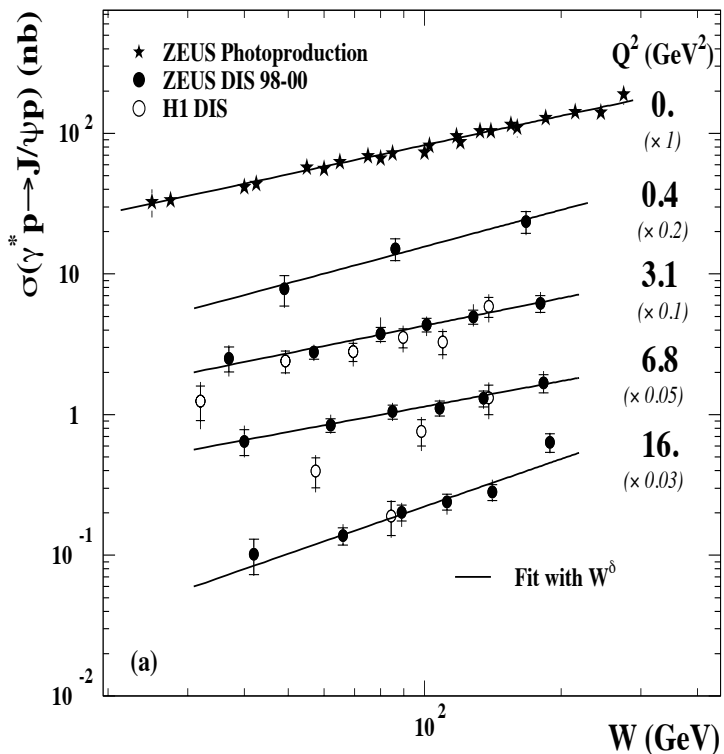 σ(γ* p→J/ψp) (nb)
★ ZEUS Photoproduction
● ZEUS DIS 98-00
○ H1 DIS
Q² (GeV²)
0.
(× 1)
0.4
(× 0.2)
3.1
(× 0.1)
6.8
(× 0.05)
16.
(× 0.03)
10²
10
1
10⁻¹
10⁻²
— Fit with W^δ
(a)
10²
W (GeV)